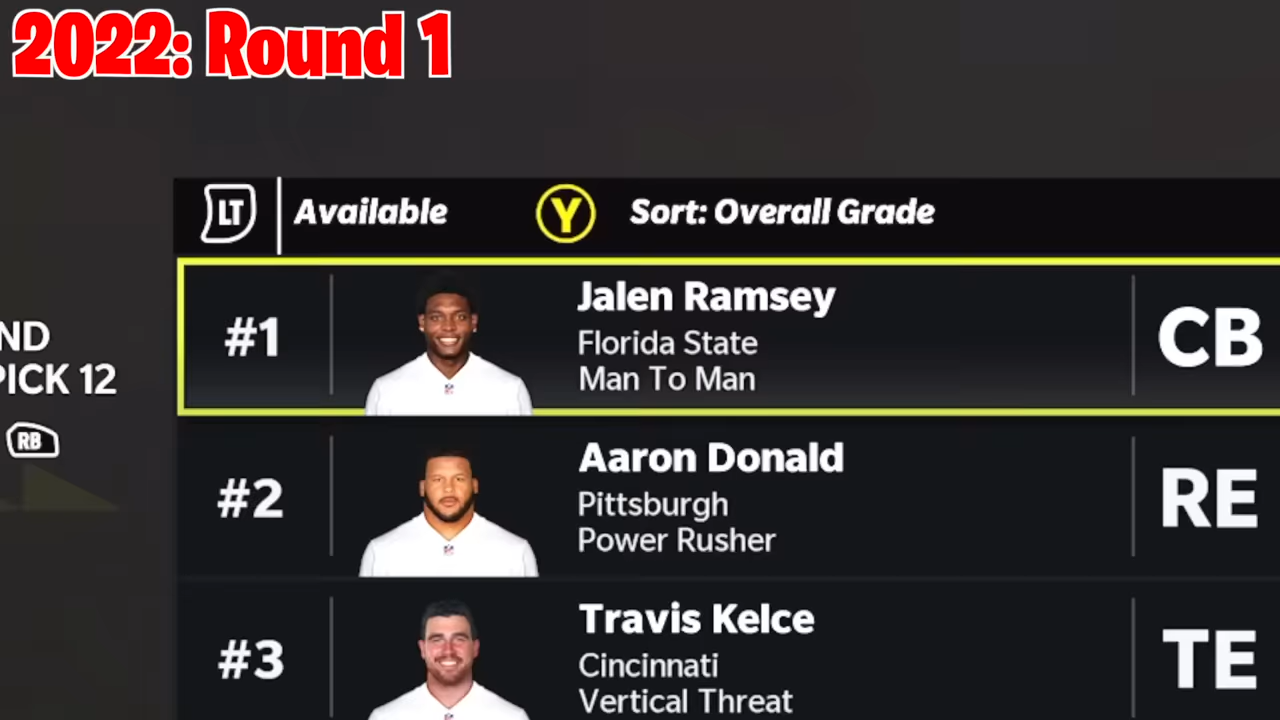 2022: Round 1
LT Available Y Sort: Overall Grade
#1 Jalen Ramsey CB
Florida State
Man To Man
ND
PICK 12
RB
#2 Aaron Donald RE
Pittsburgh
Power Rusher
#3 Travis Kelce TE
Cincinnati
Vertical Threat